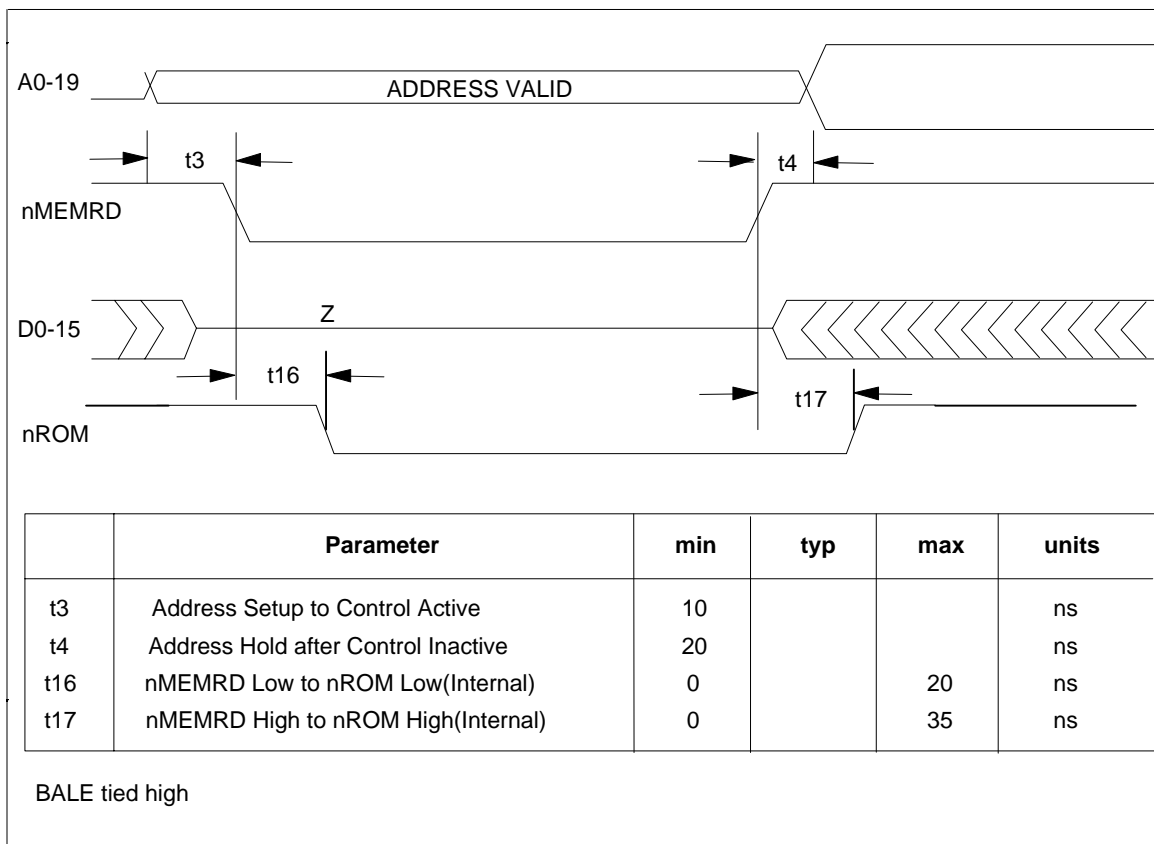 A0-19
ADDRESS VALID
t3
t4
nMEMRD
Z
D0-15
t16
t17
nROM
Parameter min typ max units
t3 Address Setup to Control Active 10 ns
t4 Address Hold after Control Inactive 20 ns
t16 nMEMRD Low to nROM Low(Internal) 0 20 ns
t17 nMEMRD High to nROM High(Internal) 0 35 ns
BALE tied high